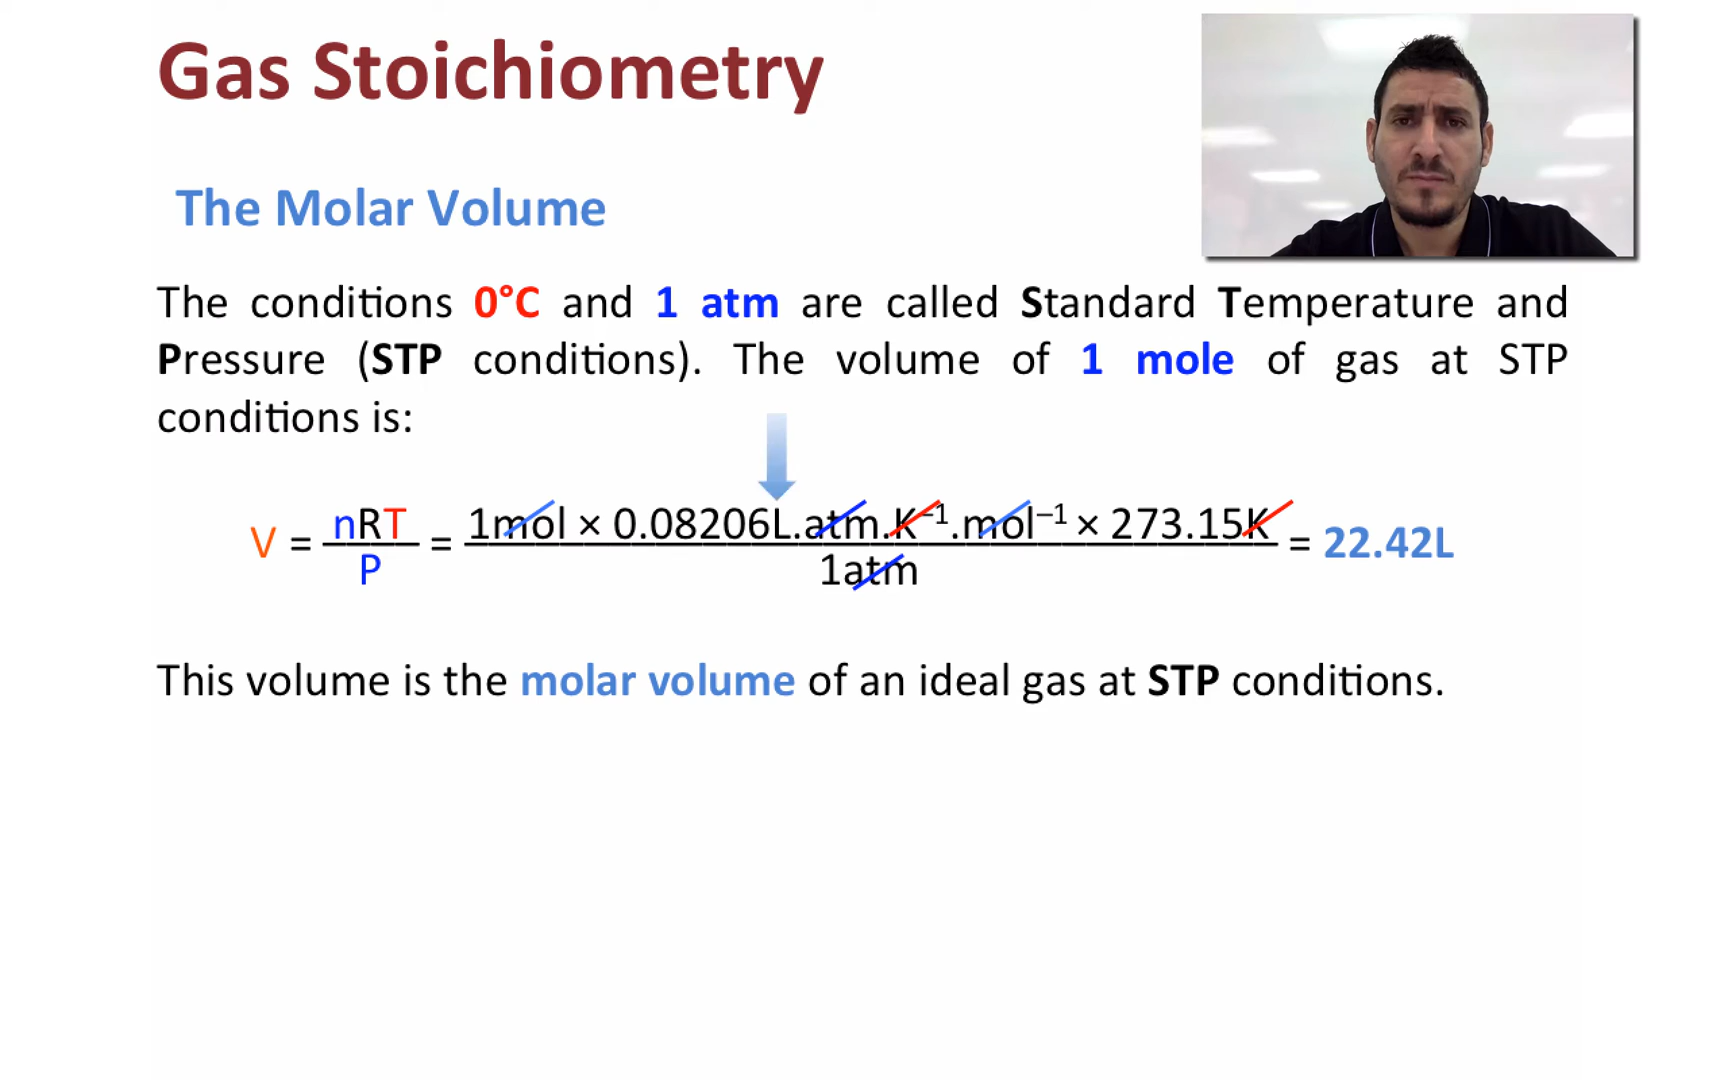 Gas Stoichiometry
The Molar Volume
The conditions 0°C and 1 atm are called Standard Temperature and
Pressure (STP conditions). The volume of 1 mole of gas at STP
conditions is:
V = nRT / P = 1mol × 0.08206L.atm.K⁻¹.mol⁻¹ × 273.15K / 1atm = 22.42L
This volume is the molar volume of an ideal gas at STP conditions.